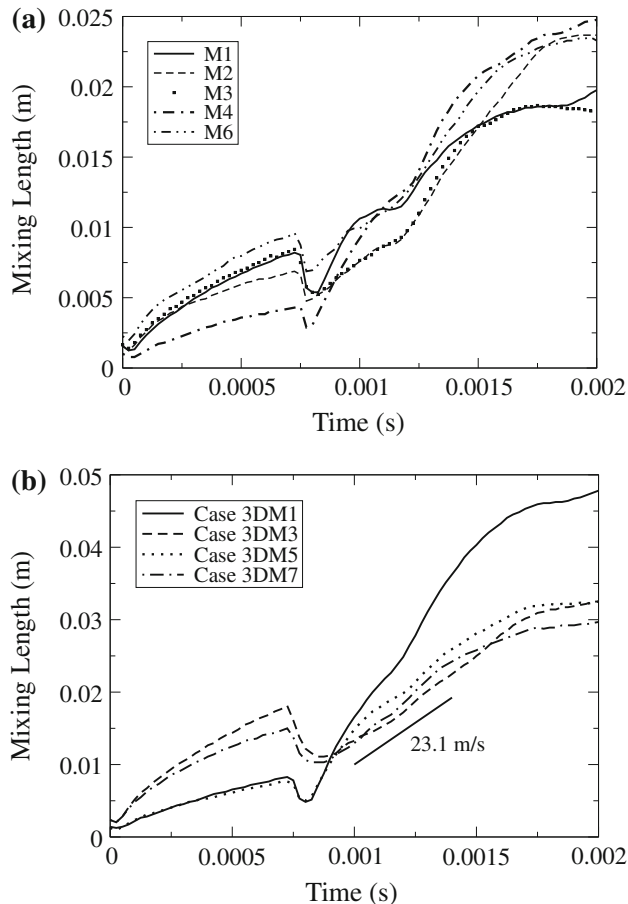 (a)
0.025
0.02
0.015
0.01
0.005
0
Mixing Length (m)
M1
M2
M3
M4
M6
0 0.0005 0.001 0.0015 0.002
Time (s)
(b)
0.05
0.04
0.03
0.02
0.01
0
Mixing Length (m)
Case 3DM1
Case 3DM3
Case 3DM5
Case 3DM7
23.1 m/s
0 0.0005 0.001 0.0015 0.002
Time (s)